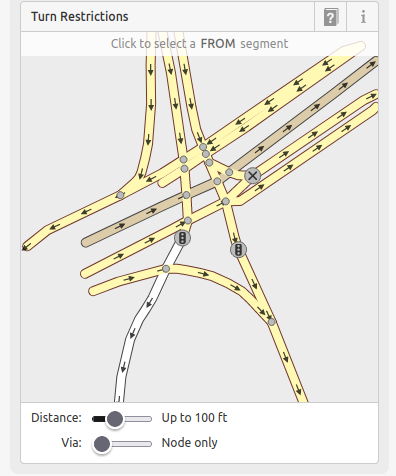 Turn Restrictions
?
i
Click to select a FROM segment
Distance:
Up to 100 ft
Via:
Node only